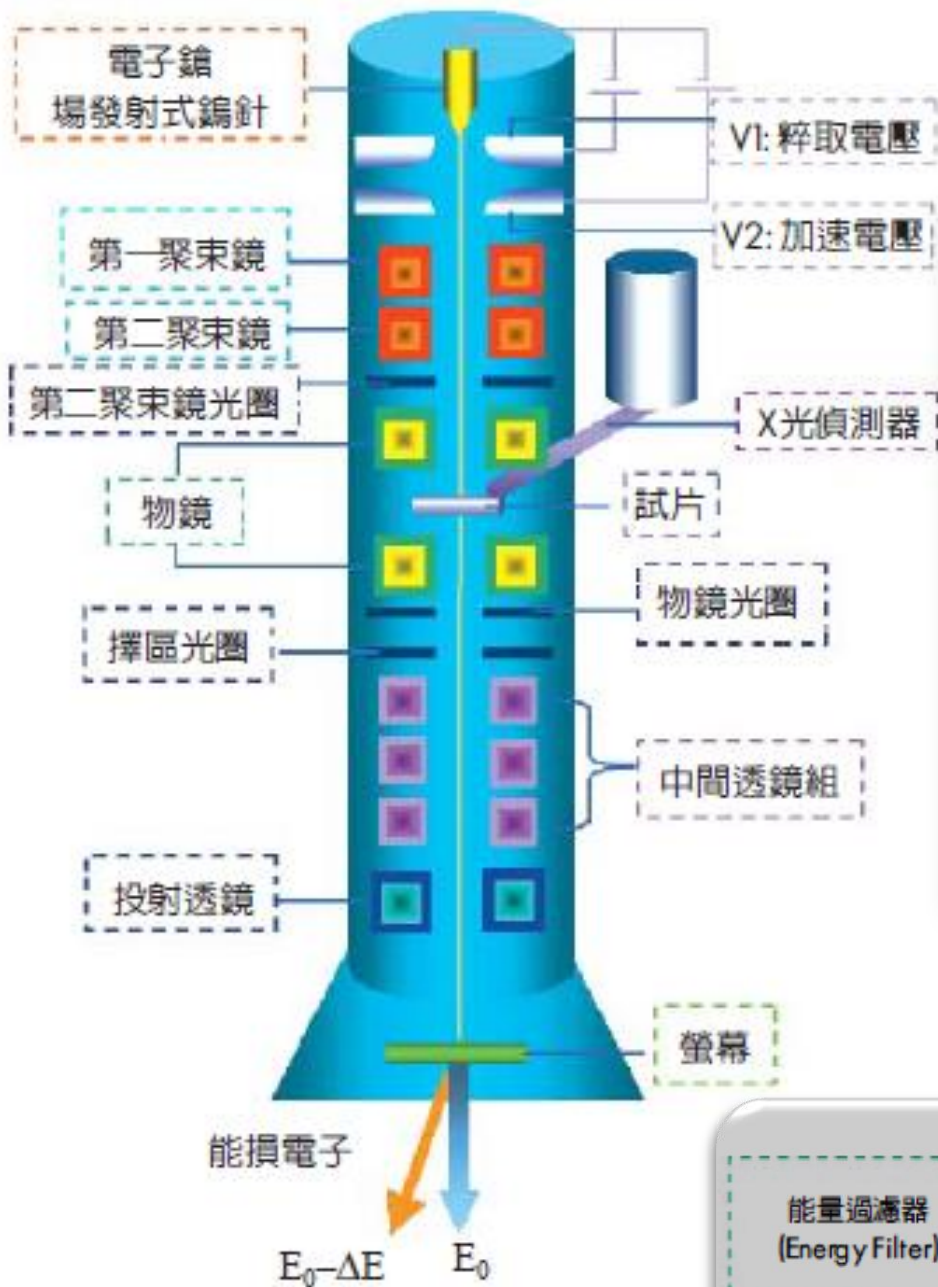 電子鎗
場發射式鎢針
V1: 粹取電壓
V2: 加速電壓
第一聚束鏡
第二聚束鏡
第二聚束鏡光圈
X光偵測器
物鏡
試片
物鏡光圈
擇區光圈
中間透鏡組
投射透鏡
螢幕
能損電子
E₀–ΔE
E₀
能量過濾器
(Energy Filter)